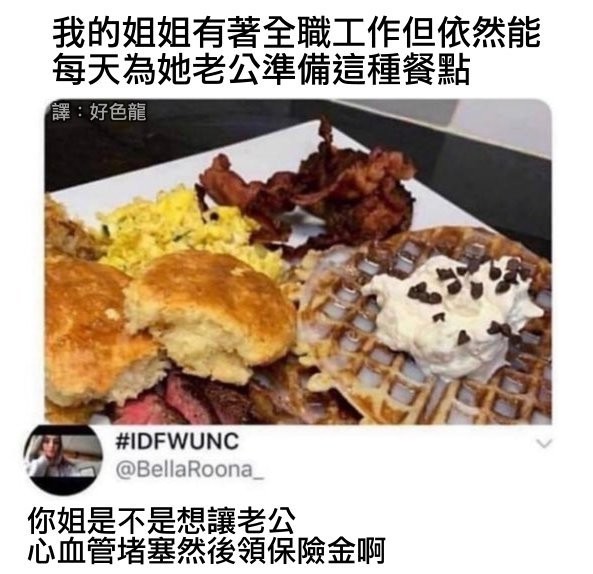 我的姐姐有著全職工作但依然能
每天為她老公準備這種餐點
譯：好色龍
#IDFWUNC
@BellaRoona_
你姐是不是想讓老公
心血管堵塞然後領保險金啊